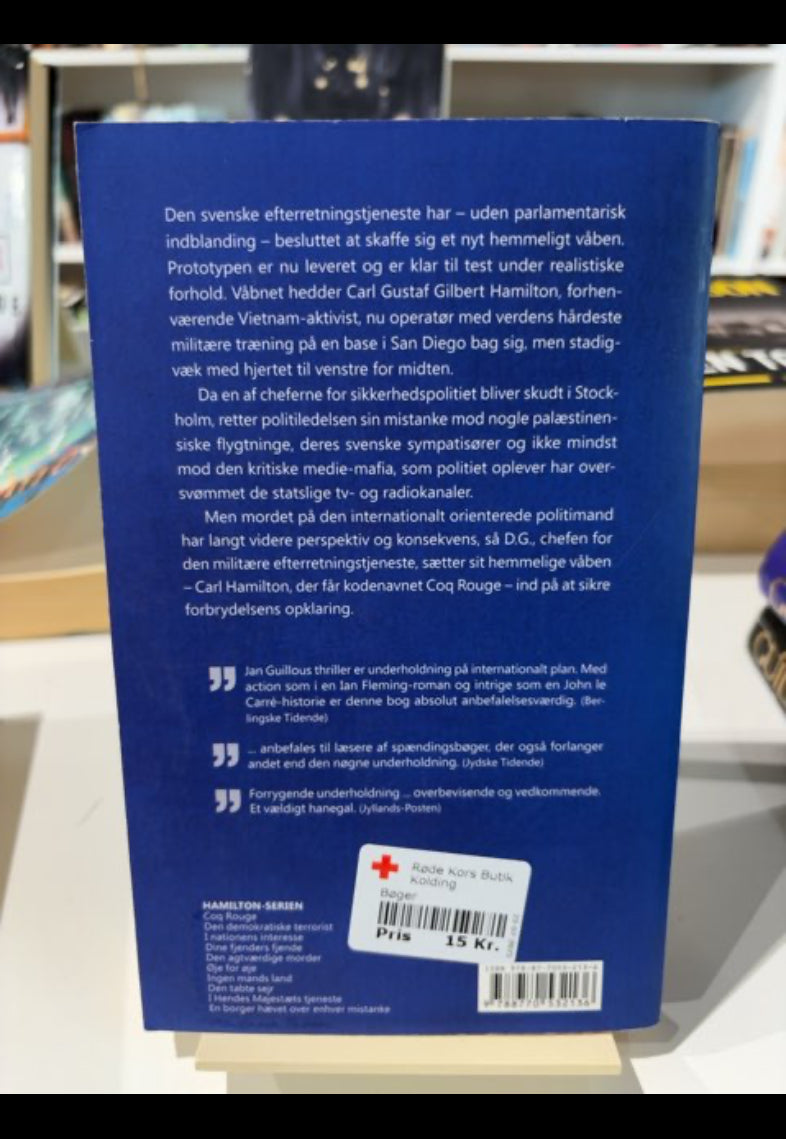 Den svenske efterretningstjeneste har – uden parlamentarisk
indblanding – besluttet at skaffe sig et nyt hemmeligt våben.
Prototypen er nu leveret og er klar til test under realistiske
forhold. Våbnet hedder Carl Gustaf Gilbert Hamilton, forhen-
værende Vietnam-aktivist, nu operatør med verdens hårdeste
militære træning på en base i San Diego bag sig, men stadig-
væk med hjertet til venstre for midten.
Da en af cheferne for sikkerhedspolitiet bliver skudt i Stock-
holm, retter politiledelsen sin mistanke mod nogle palæstinen-
siske flygtninge, deres svenske sympatisører og ikke mindst
mod den kritiske medie-mafia, som politiet oplever har over-
svømmet de statslige tv- og radiokanaler.
Men mordet på den internationalt orienterede politimand
har langt videre perspektiv og konsekvens, så D.G., chefen for
den militære efterretningstjeneste, sætter sit hemmelige våben
– Carl Hamilton, der får kodenavnet Coq Rouge – ind på at sikre
forbrydelsens opklaring.
” Jan Guillous thriller er underholdning på internationalt plan. Med
action som i en Ian Fleming-roman og intrige som en John le
Carré-historie er denne bog absolut anbefalelsesværdig. (Ber-
lingske Tidende)
” ... anbefales til læsere af spændingsbøger, der også forlanger
andet end den nøgne underholdning. (Jydske Tidende)
” Forrygende underholdning ... overbevisende og vedkommende.
Et vældigt hanegal. (Jyllands-Posten)
Røde Kors Butik
Kolding
Bøger
Pris 15 Kr.
HAMILTON-SERIEN
Coq Rouge
Den demokratiske terrorist
I nationens interesse
Dine fjenders fjende
Den agtværdige morder
Øje for øje
Ingen mands land
Den tabte sejr
I Hendes Majestæts tjeneste
En borger hævet over enhver mistanke
9 788770 532136